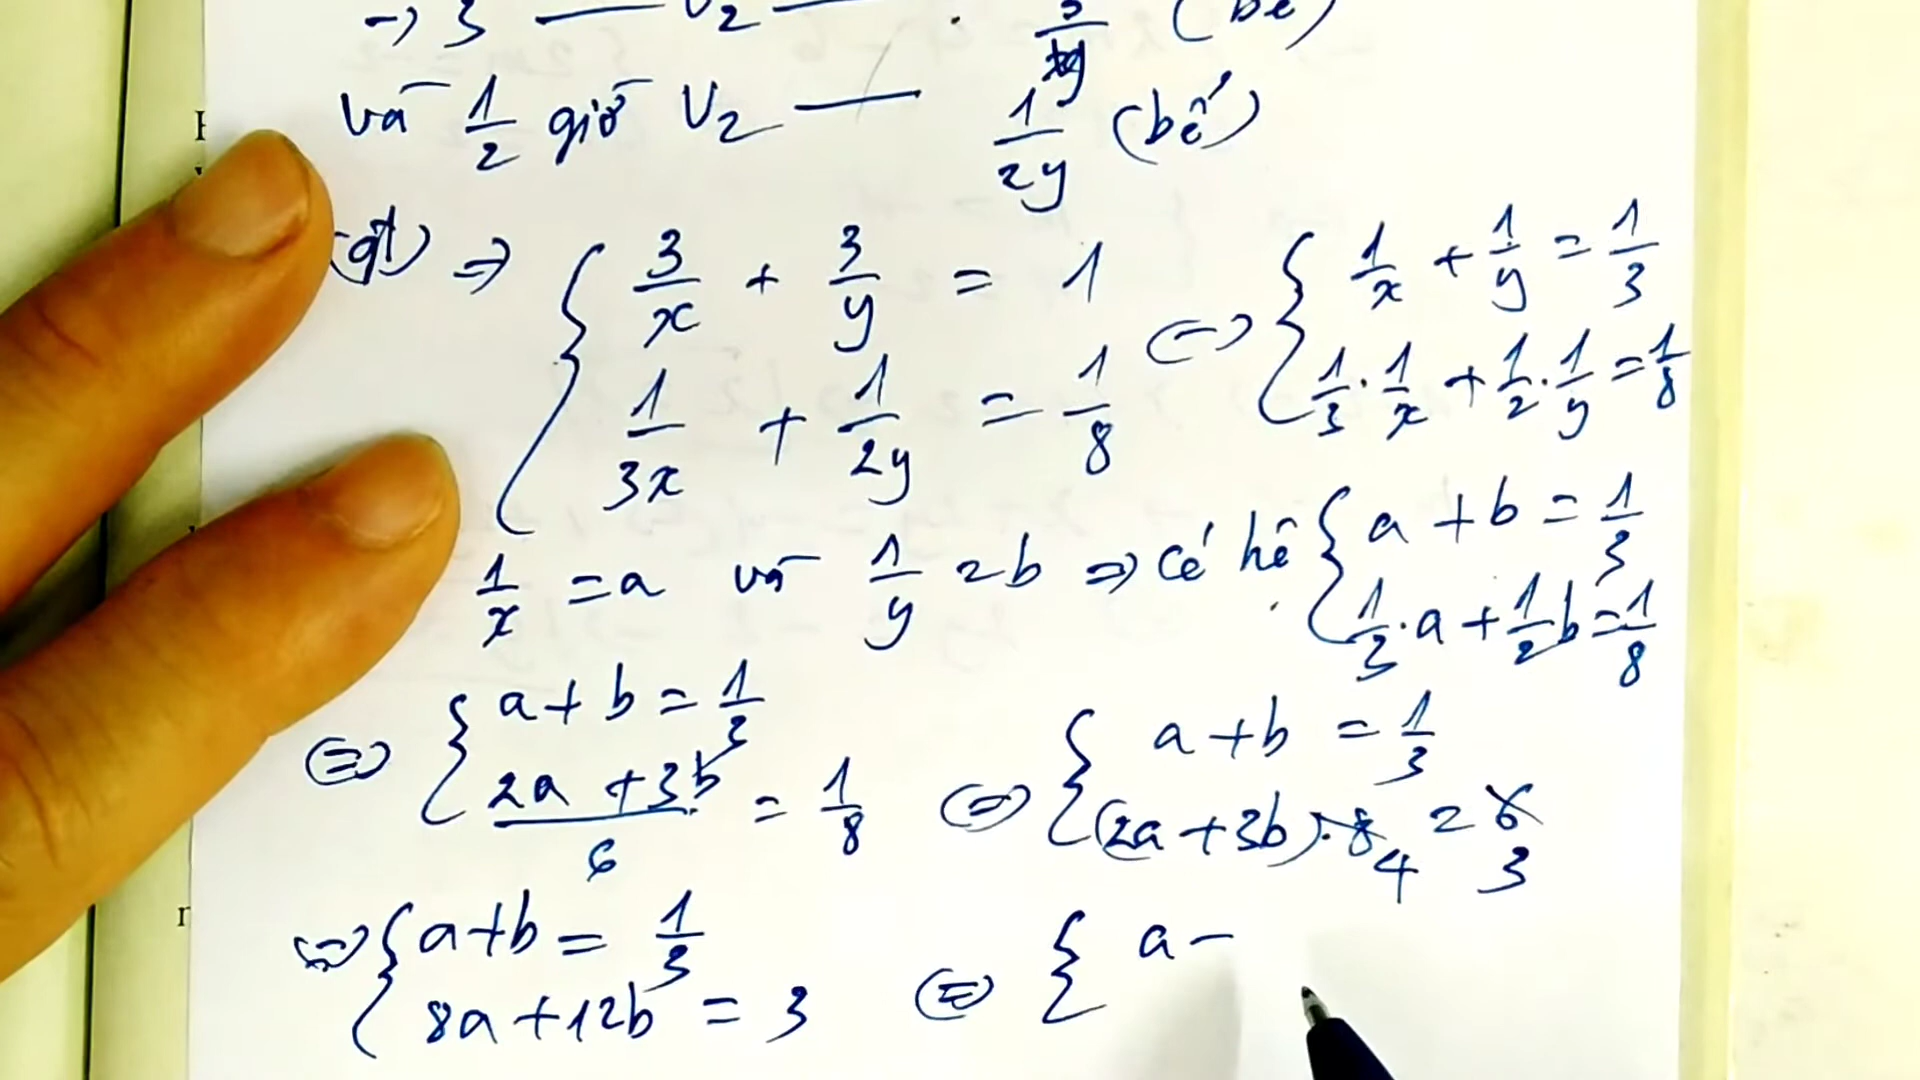 => 3 — V2 — . 3/y (bể)
và 1/2 giờ V2 — 1/2y (bể)
(gt) => { 3/x + 3/y = 1 <=> { 1/x + 1/y = 1/3
1/3x + 1/2y = 1/8 1/3 . 1/x + 1/2 . 1/y = 1/8
1/x = a và 1/y = b => có hệ { a + b = 1/3
1/3 . a + 1/2 b = 1/8
<=> { a + b = 1/3 <=> { a + b = 1/3
(2a + 3b)/6 = 1/8 (2a + 3b) . 8 4 = 6 3
<=> { a + b = 1/3 <=> { a -
8a + 12b = 3